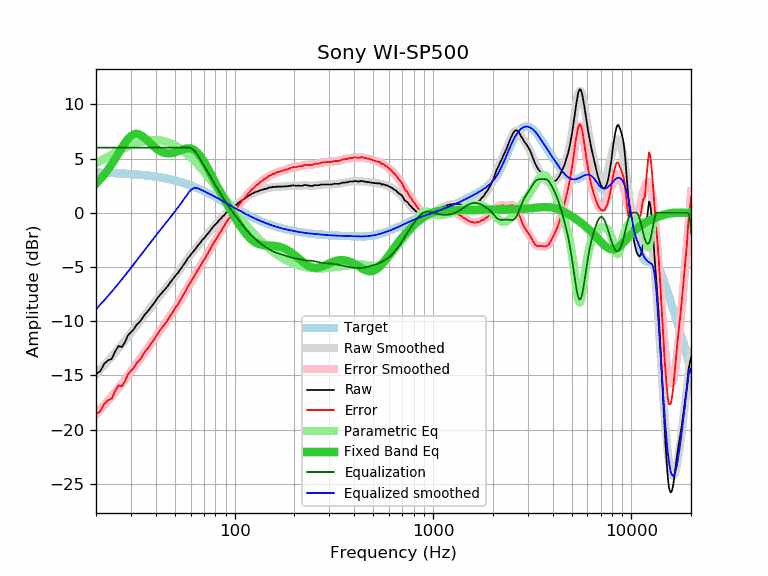 Sony WI-SP500
Amplitude (dBr)
10
5
0
−5
−10
−15
−20
−25
Target
Raw Smoothed
Error Smoothed
Raw
Error
Parametric Eq
Fixed Band Eq
Equalization
Equalized smoothed
100
1000
10000
Frequency (Hz)